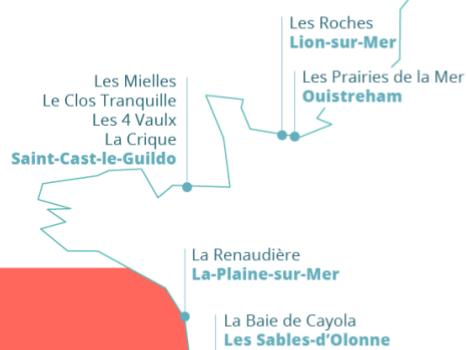 Les Roches
Lion-sur-Mer
Les Prairies de la Mer
Ouistreham
Les Mielles
Le Clos Tranquille
Les 4 Vaulx
La Crique
Saint-Cast-le-Guildo
La Renaudière
La-Plaine-sur-Mer
La Baie de Cayola
Les Sables-d’Olonne